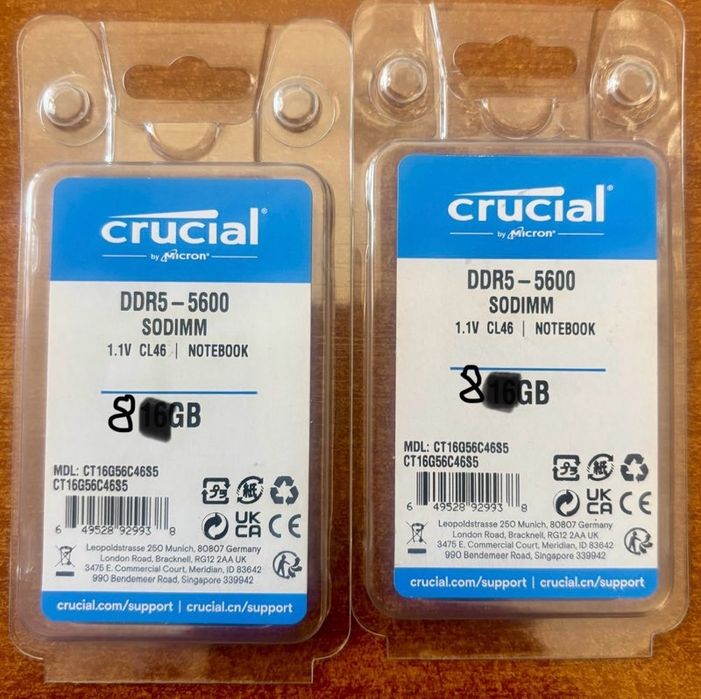 crucial®
by Micron®
DDR5-5600
SODIMM
1.1V CL46 | NOTEBOOK
8 16GB
MDL: CT16G56C46S5
CT16G56C46S5
6 49528 92993 8
UK
CA
CE
Leopoldstrasse 250 Munich, 80807 Germany
London Road, Bracknell, RG12 2AA UK
3475 E. Commercial Court, Meridian, ID 83642
990 Bendemeer Road, Singapore 339942
crucial.com/support | crucial.cn/support
crucial®
by Micron®
DDR5-5600
SODIMM
1.1V CL46 | NOTEBOOK
8 16GB
MDL: CT16G56C46S5
CT16G56C46S5
6 49528 92993 8
紙
UK
CA
CE
Leopoldstrasse 250 Munich, 80807 Germany
London Road, Bracknell, RG12 2AA UK
3475 E. Commercial Court, Meridian, ID 83642
990 Bendemeer Road, Singapore 339942
crucial.com/support | crucial.cn/support